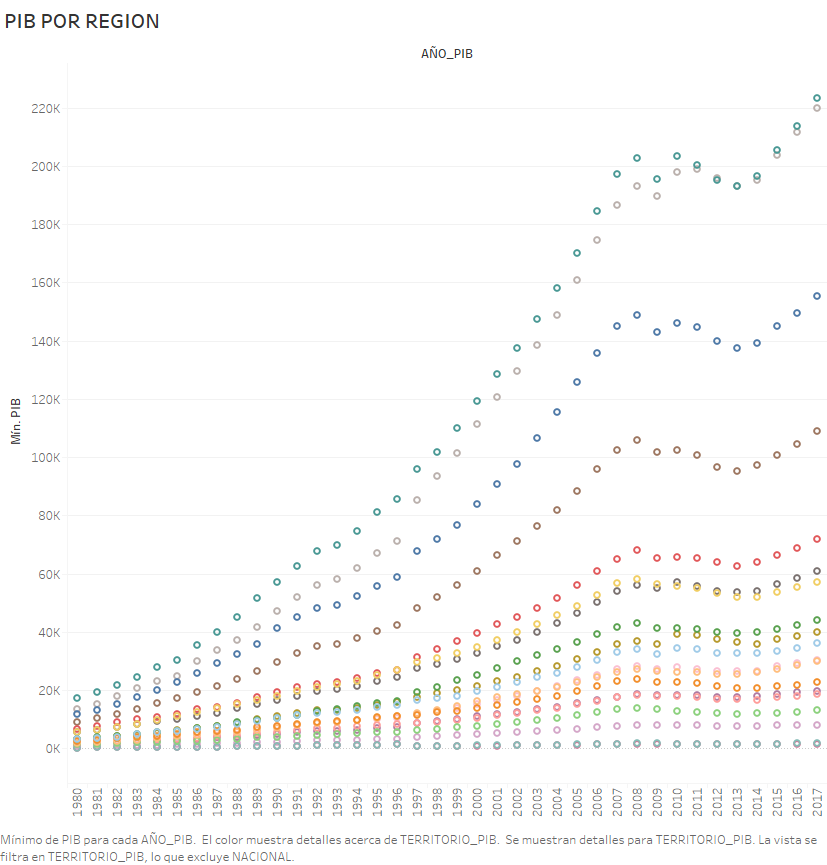 PIB POR REGION
AÑO_PIB
220K
200K
180K
160K
140K
120K
100K
80K
60K
40K
20K
0K
Mín. PIB
1980 1981 1982 1983 1984 1985 1986 1987 1988 1989 1990 1991 1992 1993 1994 1995 1996 1997 1998 1999 2000 2001 2002 2003 2004 2005 2006 2007 2008 2009 2010 2011 2012 2013 2014 2015 2016 2017
Mínimo de PIB para cada AÑO_PIB.  El color muestra detalles acerca de TERRITORIO_PIB.  Se muestran detalles para TERRITORIO_PIB. La vista se
filtra en TERRITORIO_PIB, lo que excluye NACIONAL.